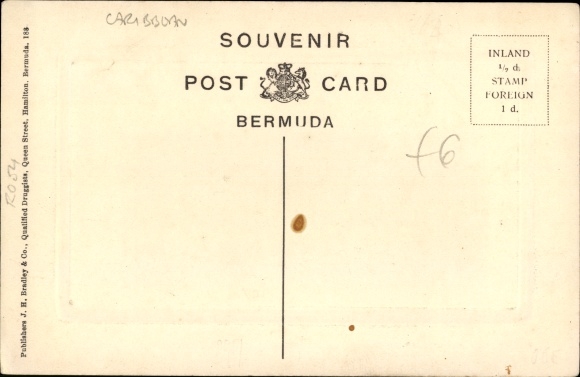 CARIBBEAN
SOUVENIR
POST CARD
BERMUDA
INLAND
1/2 d.
STAMP
FOREIGN
1 d.
£6
Publishers J. H. Bradley & Co., Qualified Druggists, Queen Street, Hamilton, Bermuda. 188